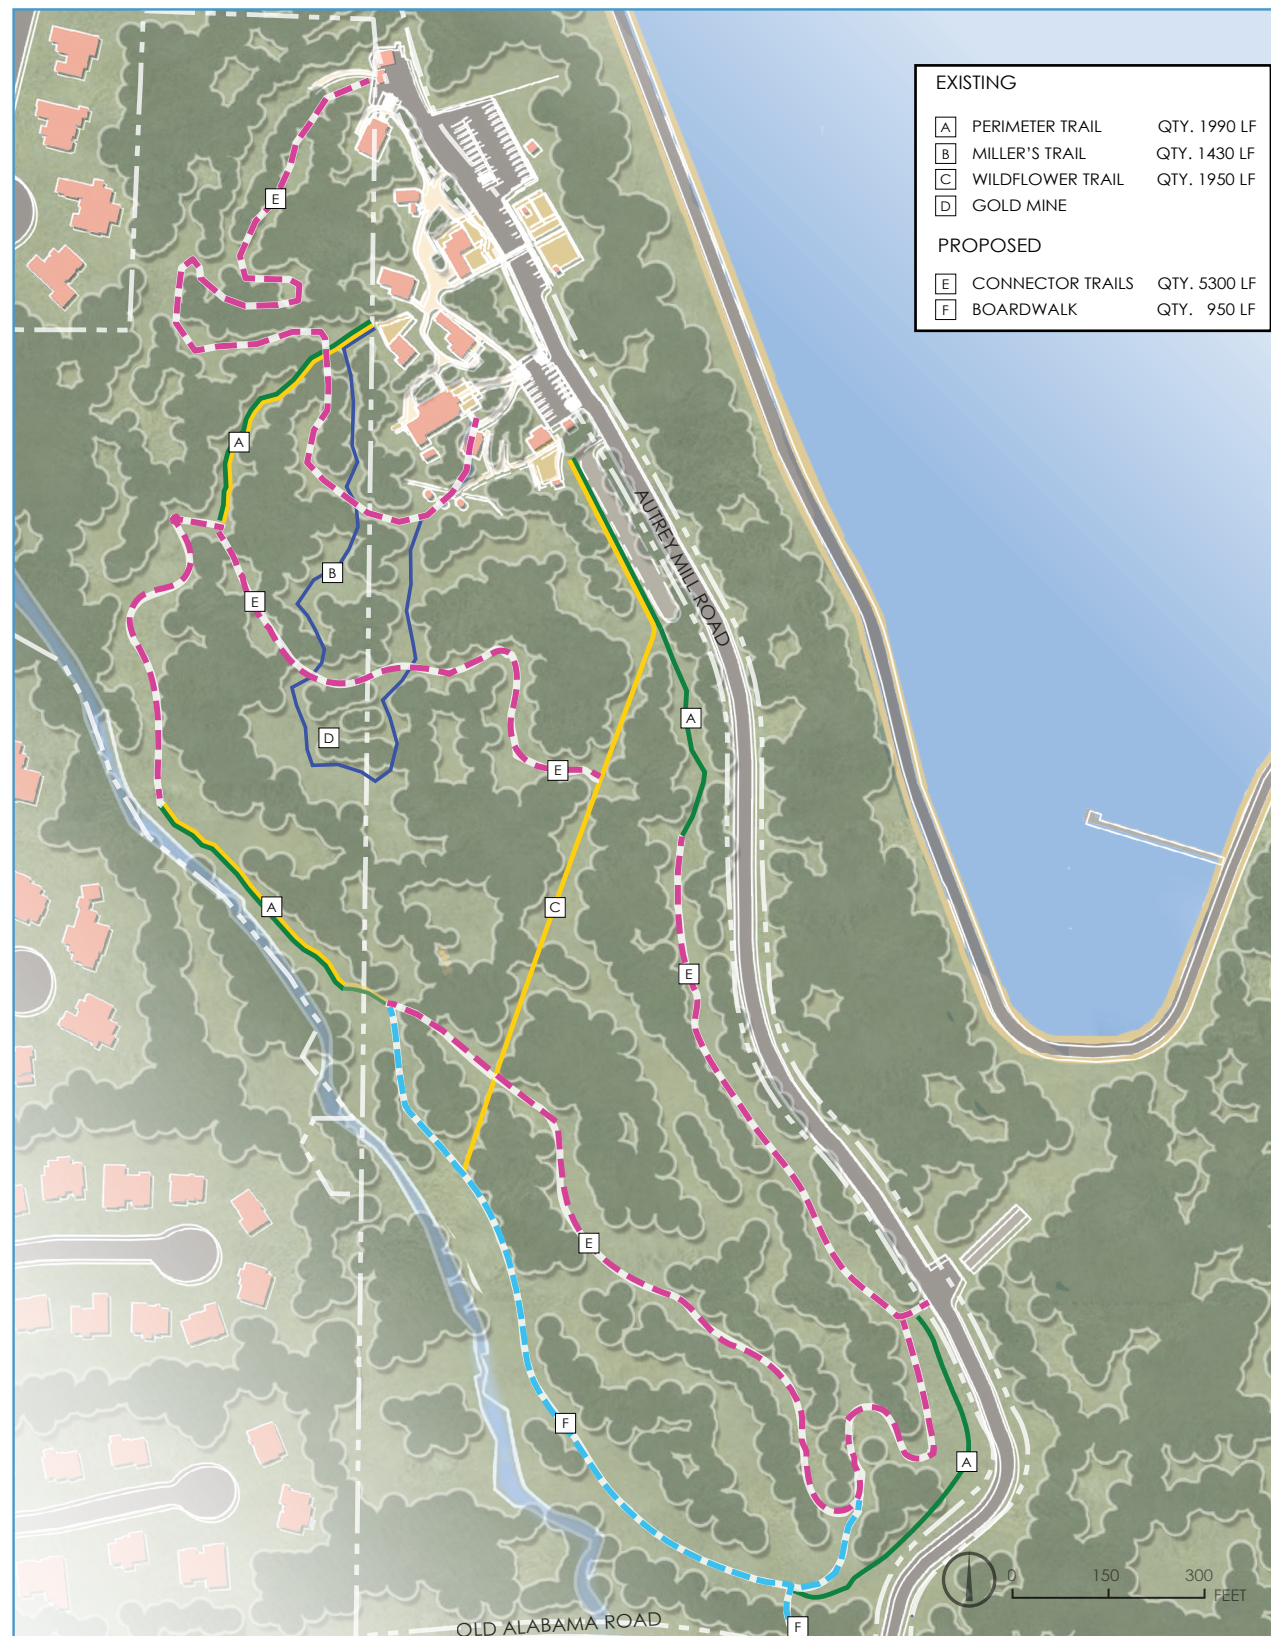 EXISTING
A PERIMETER TRAIL QTY. 1990 LF
B MILLER'S TRAIL QTY. 1430 LF
C WILDFLOWER TRAIL QTY. 1950 LF
D GOLD MINE
PROPOSED
E CONNECTOR TRAILS QTY. 5300 LF
F BOARDWALK QTY. 950 LF
E
A
AUTREY MILL ROAD
B
E
A
D
E
A
C
E
E
F
A
0 150 300
FEET
OLD ALABAMA ROAD
F